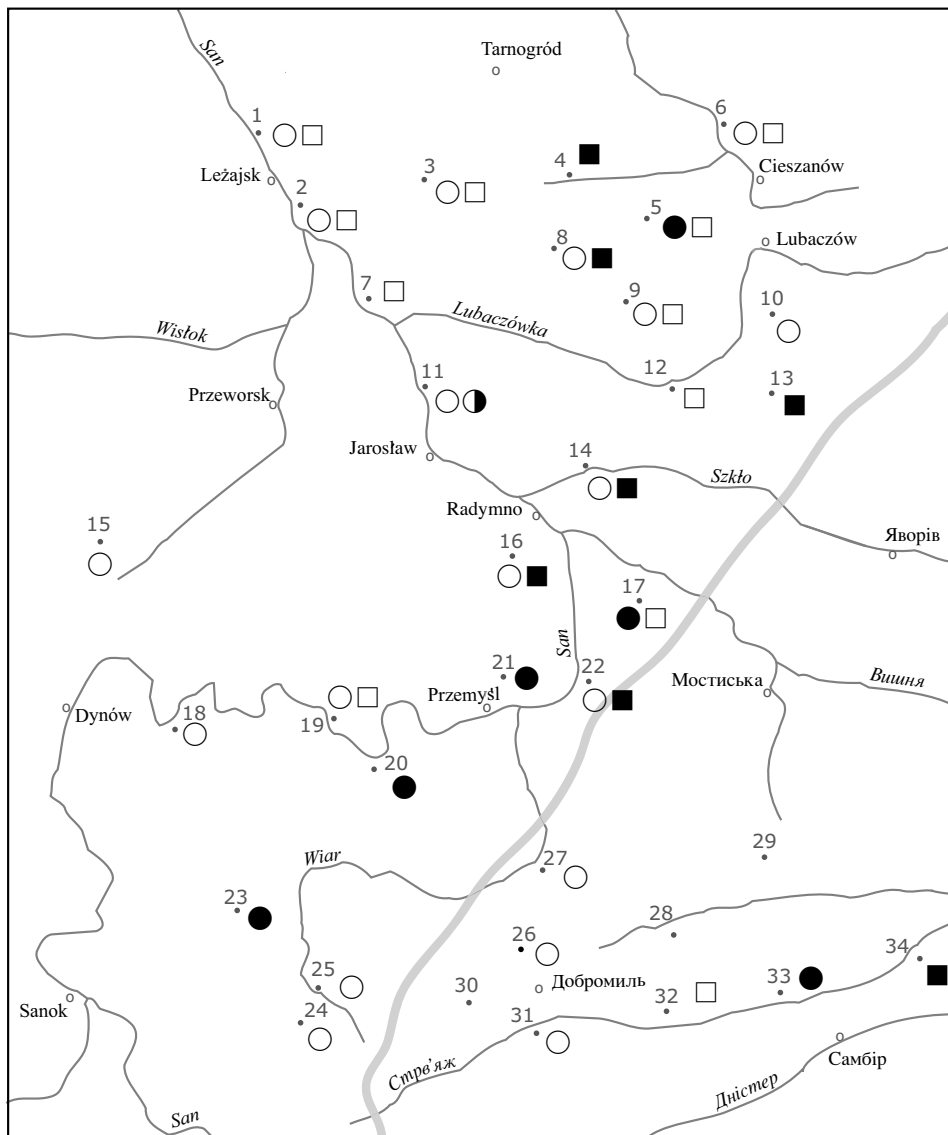 San
Tarnogród
1
6
Leżajsk
3
4
Cieszanów
2
5
Lubaczów
8
7
9
10
Lubaczówka
Wisłok
11
12
13
Przeworsk
Jarosław
14
Szkło
Radymno
15
Яворів
16
17
San
21
22
Przemyśl
Мостиська
Вишня
Dynów
18
19
20
29
Wiar
27
23
28
26
34
25
Добромиль
33
Sanok
30
32
24
31
Самбір
Стрв'яж
Дністер
San